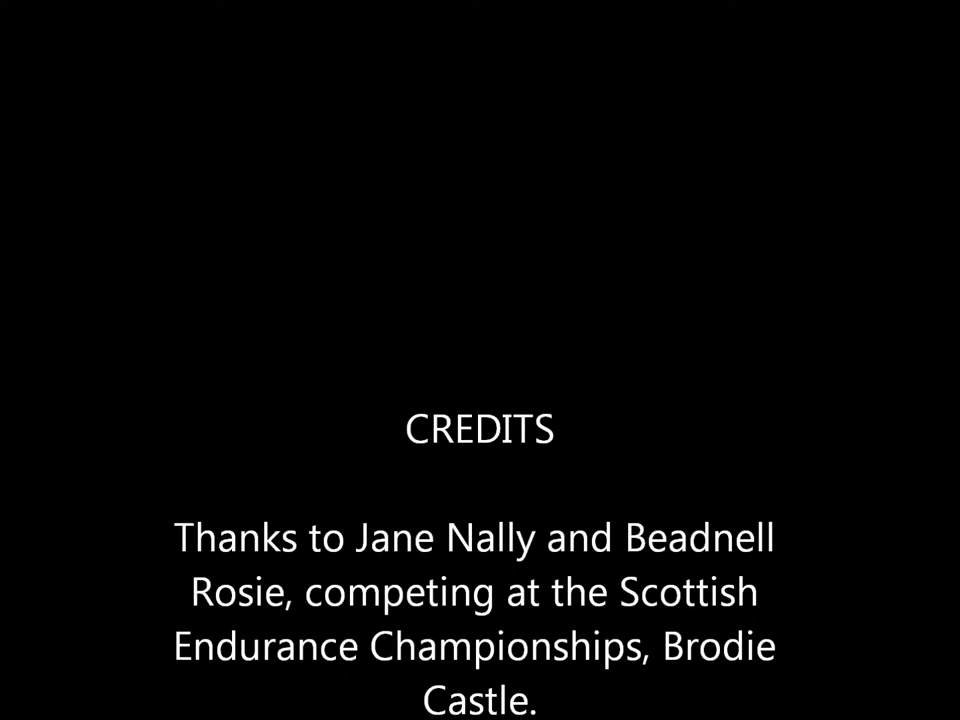 CREDITS
Thanks to Jane Nally and Beadnell
Rosie, competing at the Scottish
Endurance Championships, Brodie
Castle.